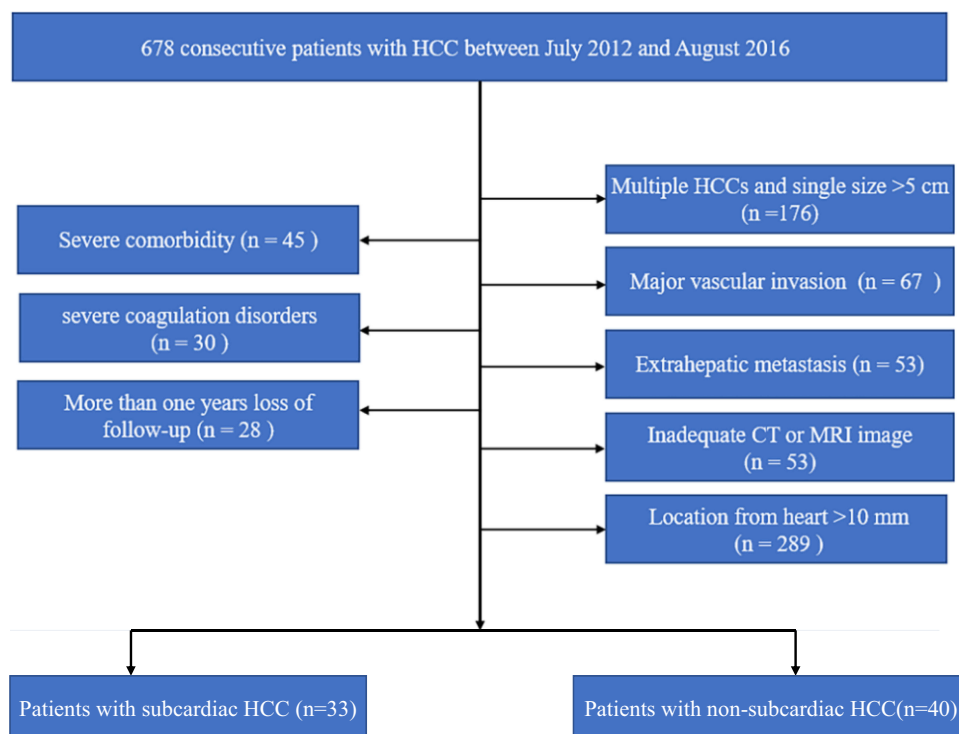 678 consecutive patients with HCC between July 2012 and August 2016
Multiple HCCs and single size >5 cm
(n =176)
Severe comorbidity (n = 45 )
Major vascular invasion (n = 67 )
severe coagulation disorders
(n = 30 )
Extrahepatic metastasis (n = 53)
More than one years loss of
follow-up (n = 28 )
Inadequate CT or MRI image
(n = 53)
Location from heart >10 mm
(n = 289 )
Patients with subcardiac HCC (n=33)
Patients with non-subcardiac HCC(n=40)